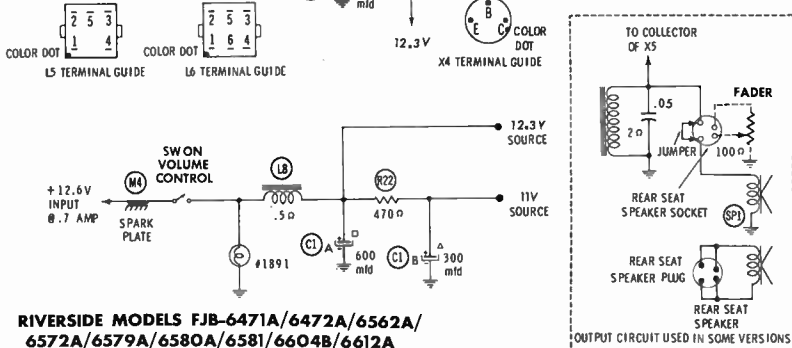 mfd
12.3V
2 5 3
1 4
COLOR DOT
L5 TERMINAL GUIDE
2 5 3
1 6 4
COLOR DOT
L6 TERMINAL GUIDE
B
E C
COLOR
DOT
X4 TERMINAL GUIDE
+12.6V
INPUT
@.7 AMP
M4
SPARK
PLATE
SW ON
VOLUME
CONTROL
#1891
L8
.5Ω
C1 A
600
mfd
R22
470Ω
C1 B
300
mfd
12.3V
SOURCE
11V
SOURCE
RIVERSIDE MODELS FJB-6471A/6472A/6562A/
6572A/6579A/6580A/6581/6604B/6612A
TO COLLECTOR
OF X5
.05
2Ω
FADER
JUMPER
100Ω
REAR SEAT
SPEAKER SOCKET
SP1
REAR SEAT
SPEAKER PLUG
REAR SEAT
SPEAKER
OUTPUT CIRCUIT USED IN SOME VERSIONS